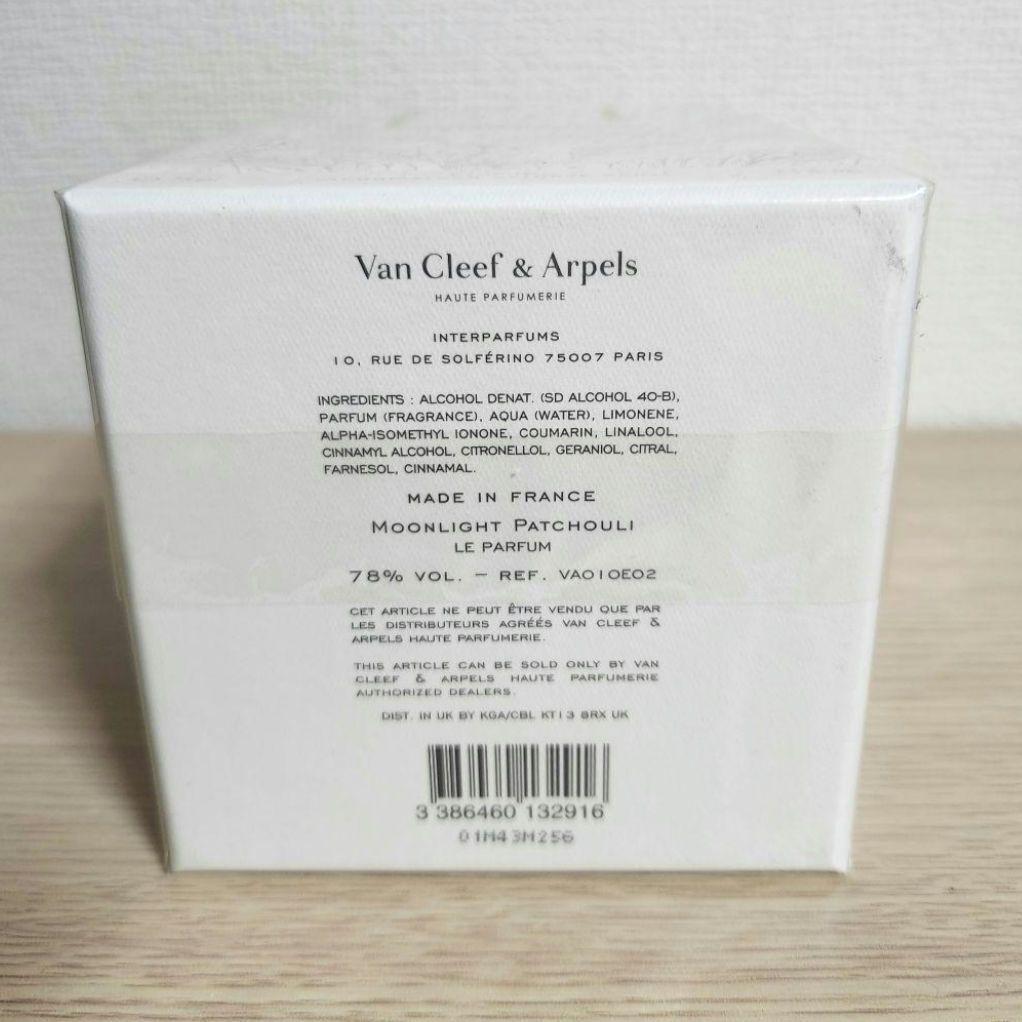 Van Cleef & Arpels
HAUTE PARFUMERIE
INTERPARFUMS
10, RUE DE SOLFÉRINO 75007 PARIS
INGREDIENTS : ALCOHOL DENAT. (SD ALCOHOL 40-B),
PARFUM (FRAGRANCE), AQUA (WATER), LIMONENE,
ALPHA-ISOMETHYL IONONE, COUMARIN, LINALOOL,
CINNAMYL ALCOHOL, CITRONELLOL, GERANIOL, CITRAL,
FARNESOL, CINNAMAL.
MADE IN FRANCE
MOONLIGHT PATCHOULI
LE PARFUM
78% VOL. – REF. VA010E02
CET ARTICLE NE PEUT ÊTRE VENDU QUE PAR
LES DISTRIBUTEURS AGRÉÉS VAN CLEEF &
ARPELS HAUTE PARFUMERIE.
THIS ARTICLE CAN BE SOLD ONLY BY VAN
CLEEF & ARPELS HAUTE PARFUMERIE
AUTHORIZED DEALERS.
DIST. IN UK BY KGA/CBL KT13 8RX UK
3 386460 132916
01M43M256